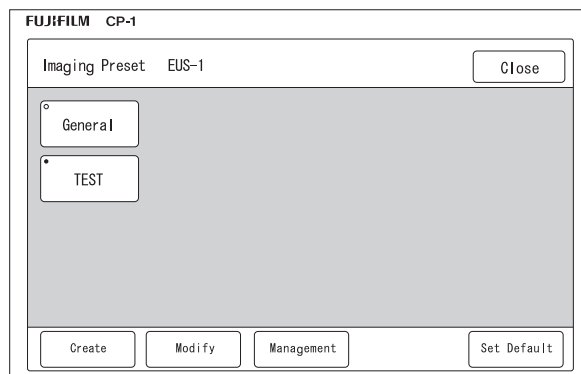 FUJIFILM CP-1
Imaging Preset EUS-1 Close
General
TEST
Create Modify Management Set Default